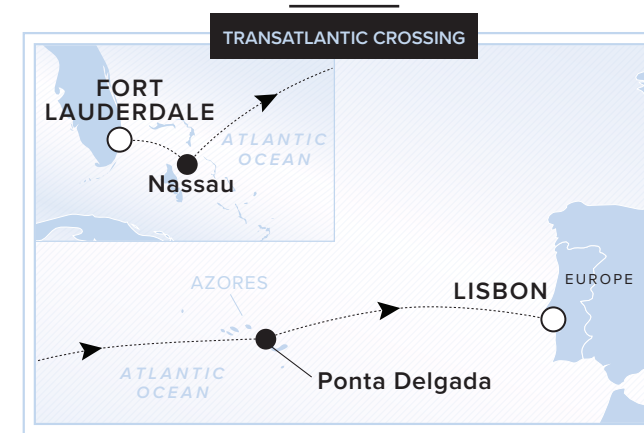 TRANSATLANTIC CROSSING
FORT
LAUDERDALE
ATLANTIC
OCEAN
Nassau
AZORES
LISBON
EUROPE
Ponta Delgada
ATLANTIC
OCEAN